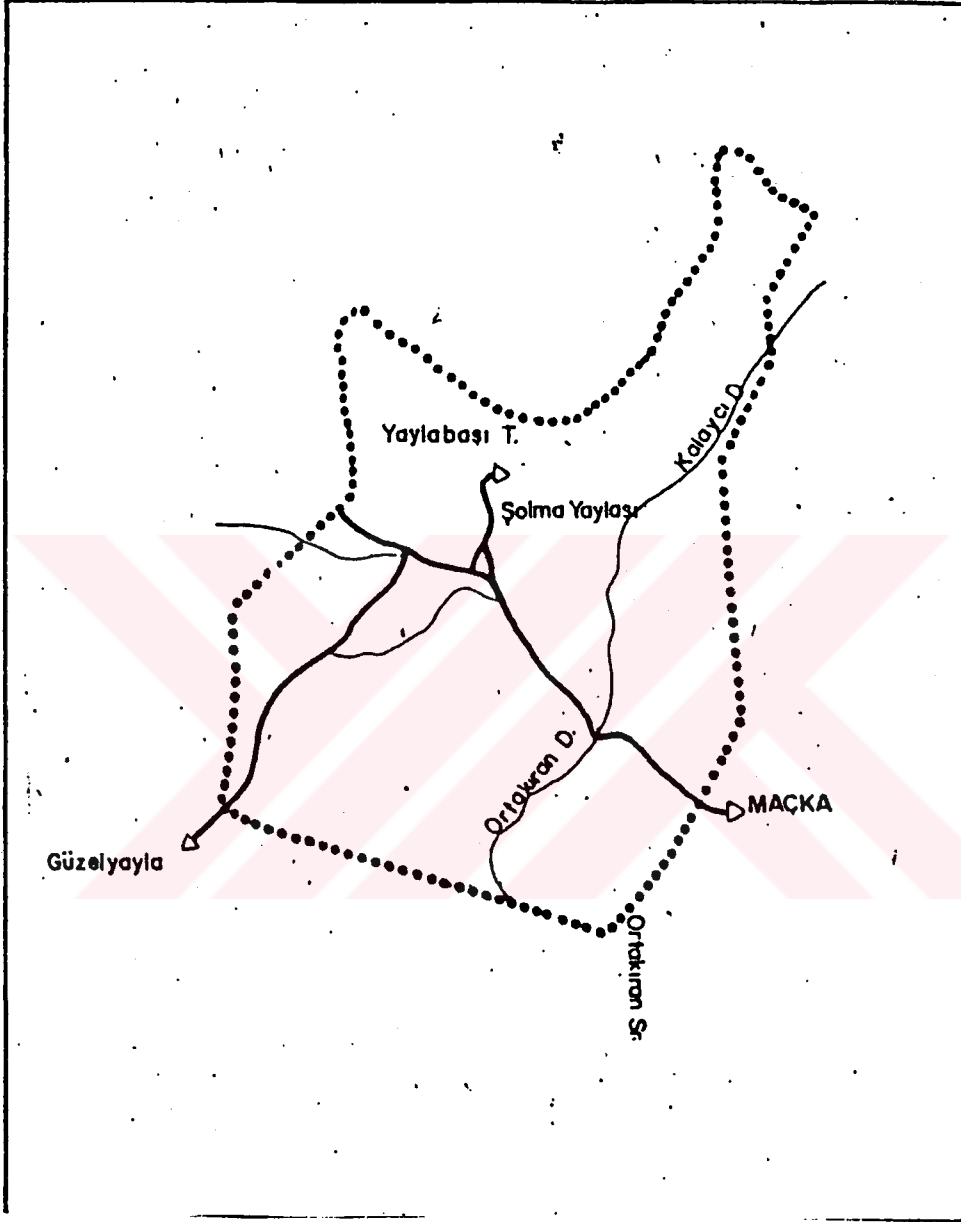 Yaylabaşı T.
Kalaycı D.
Şolma Yaylası
Ortakıran D.
MAÇKA
Güzelyayla
Ortakıran Sr.